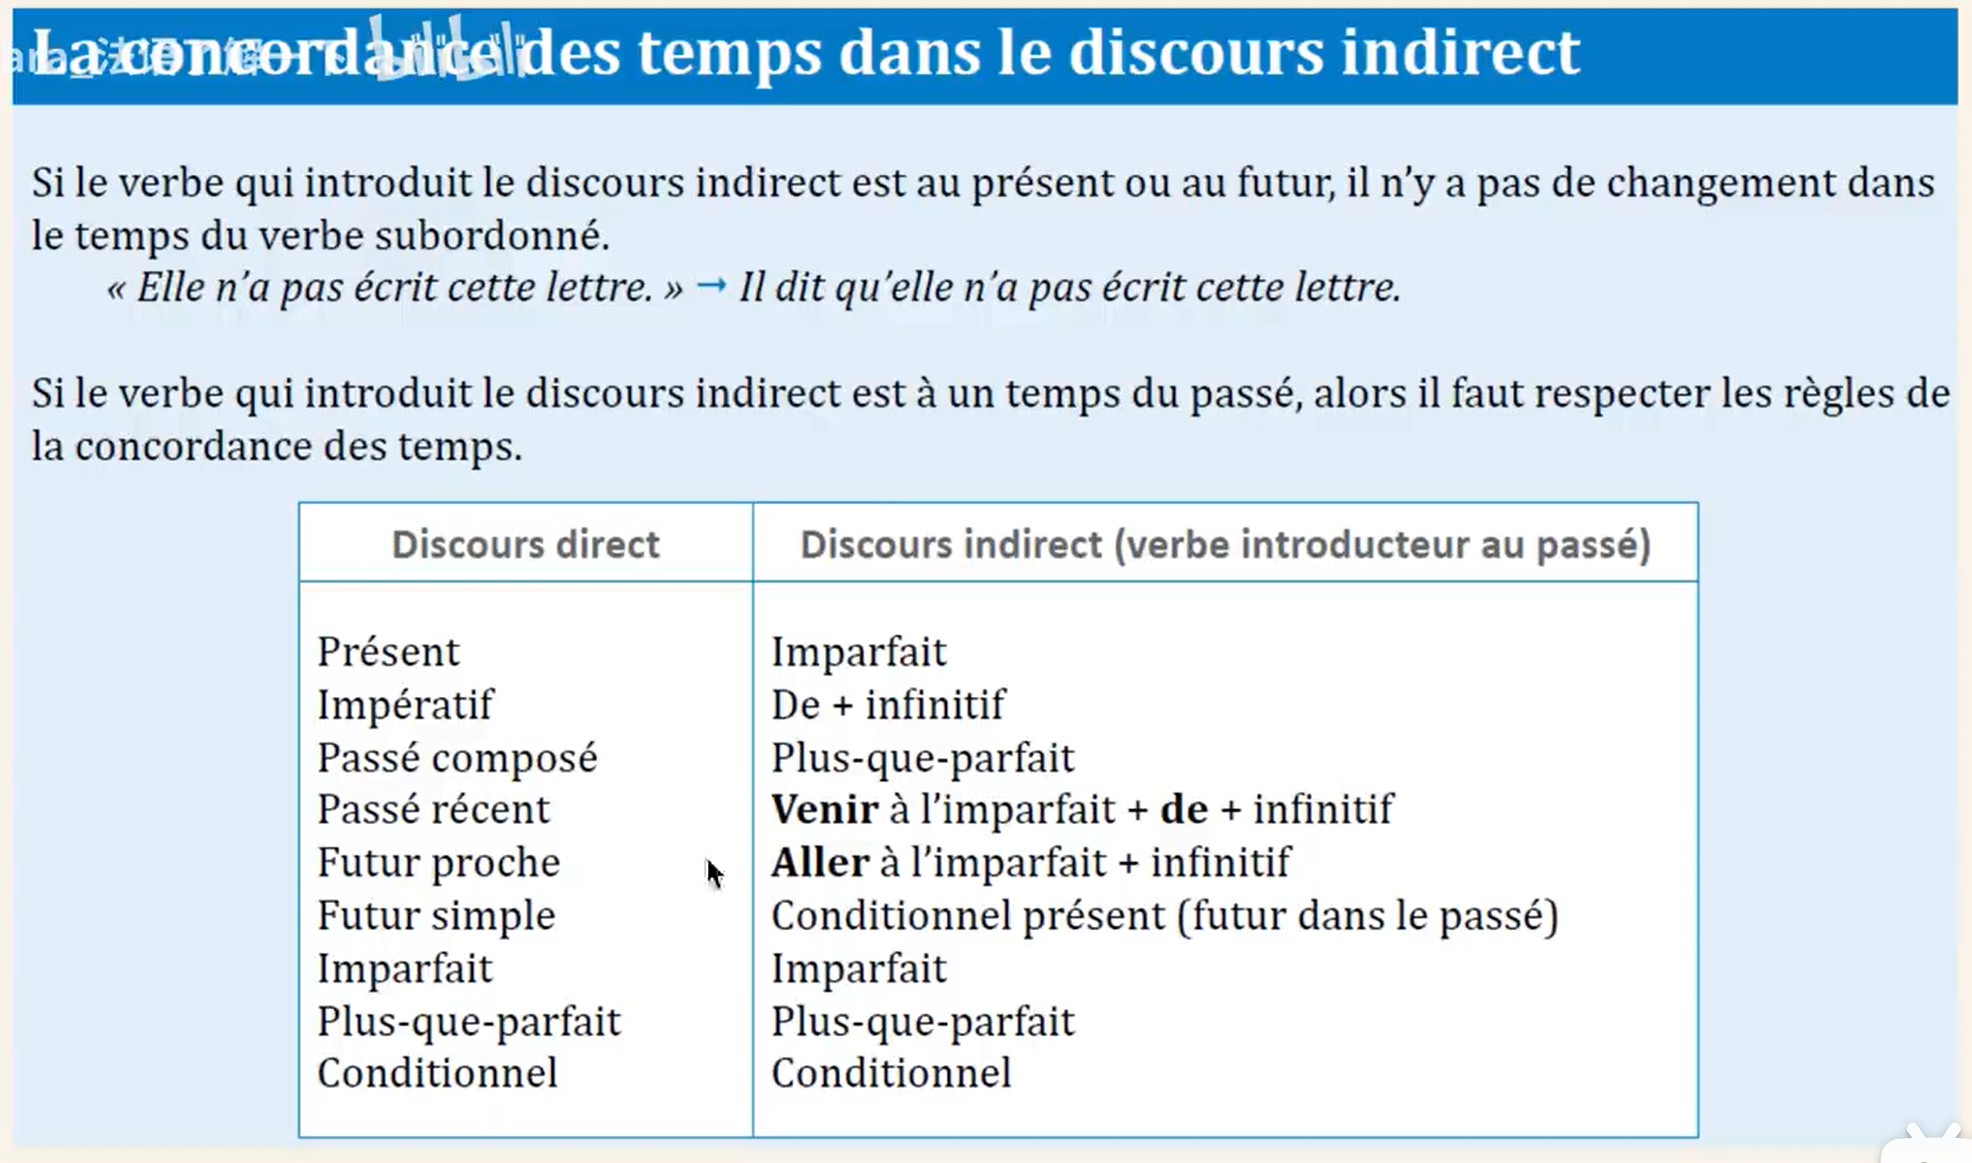 La concordance des temps dans le discours indirect
bilibili
Si le verbe qui introduit le discours indirect est au présent ou au futur, il n’y a pas de changement dans
le temps du verbe subordonné.
« Elle n’a pas écrit cette lettre. » → Il dit qu’elle n’a pas écrit cette lettre.
Si le verbe qui introduit le discours indirect est à un temps du passé, alors il faut respecter les règles de
la concordance des temps.
Discours direct Discours indirect (verbe introducteur au passé)
Présent Imparfait
Impératif De + infinitif
Passé composé Plus-que-parfait
Passé récent Venir à l’imparfait + de + infinitif
Futur proche Aller à l’imparfait + infinitif
Futur simple Conditionnel présent (futur dans le passé)
Imparfait Imparfait
Plus-que-parfait Plus-que-parfait
Conditionnel Conditionnel